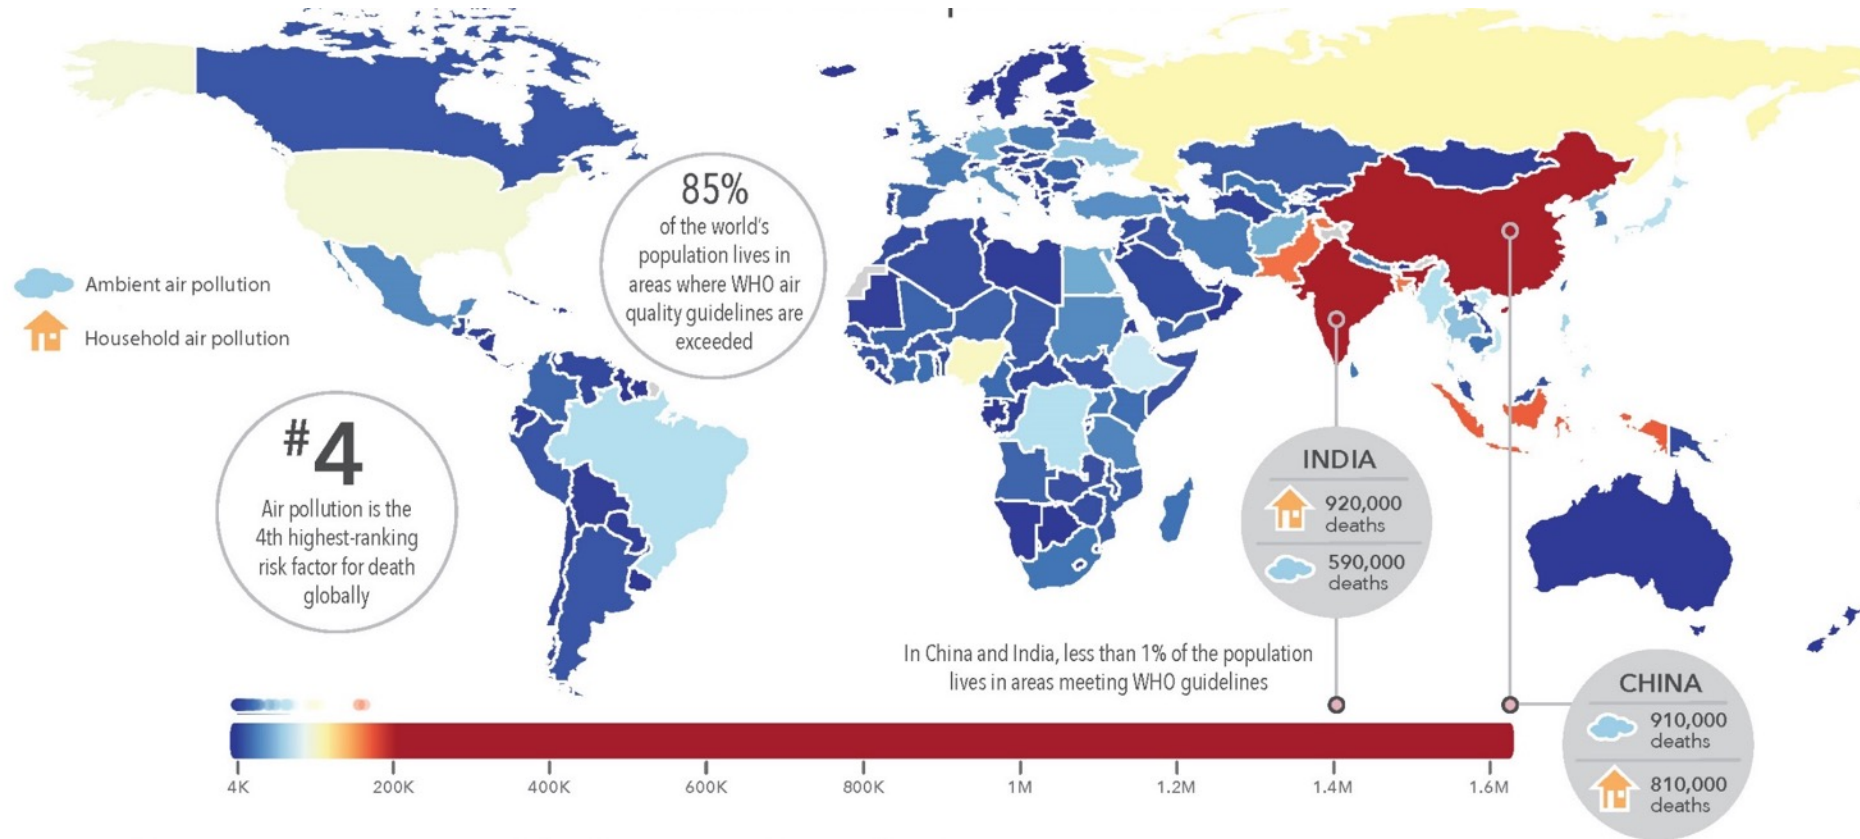 85%
of the world's
population lives in
areas where WHO air
quality guidelines are
exceeded
Ambient air pollution
Household air pollution
#4
Air pollution is the
4th highest-ranking
risk factor for death
globally
INDIA
920,000
deaths
590,000
deaths
In China and India, less than 1% of the population
lives in areas meeting WHO guidelines
CHINA
910,000
deaths
810,000
deaths
4K 200K 400K 600K 800K 1M 1.2M 1.4M 1.6M